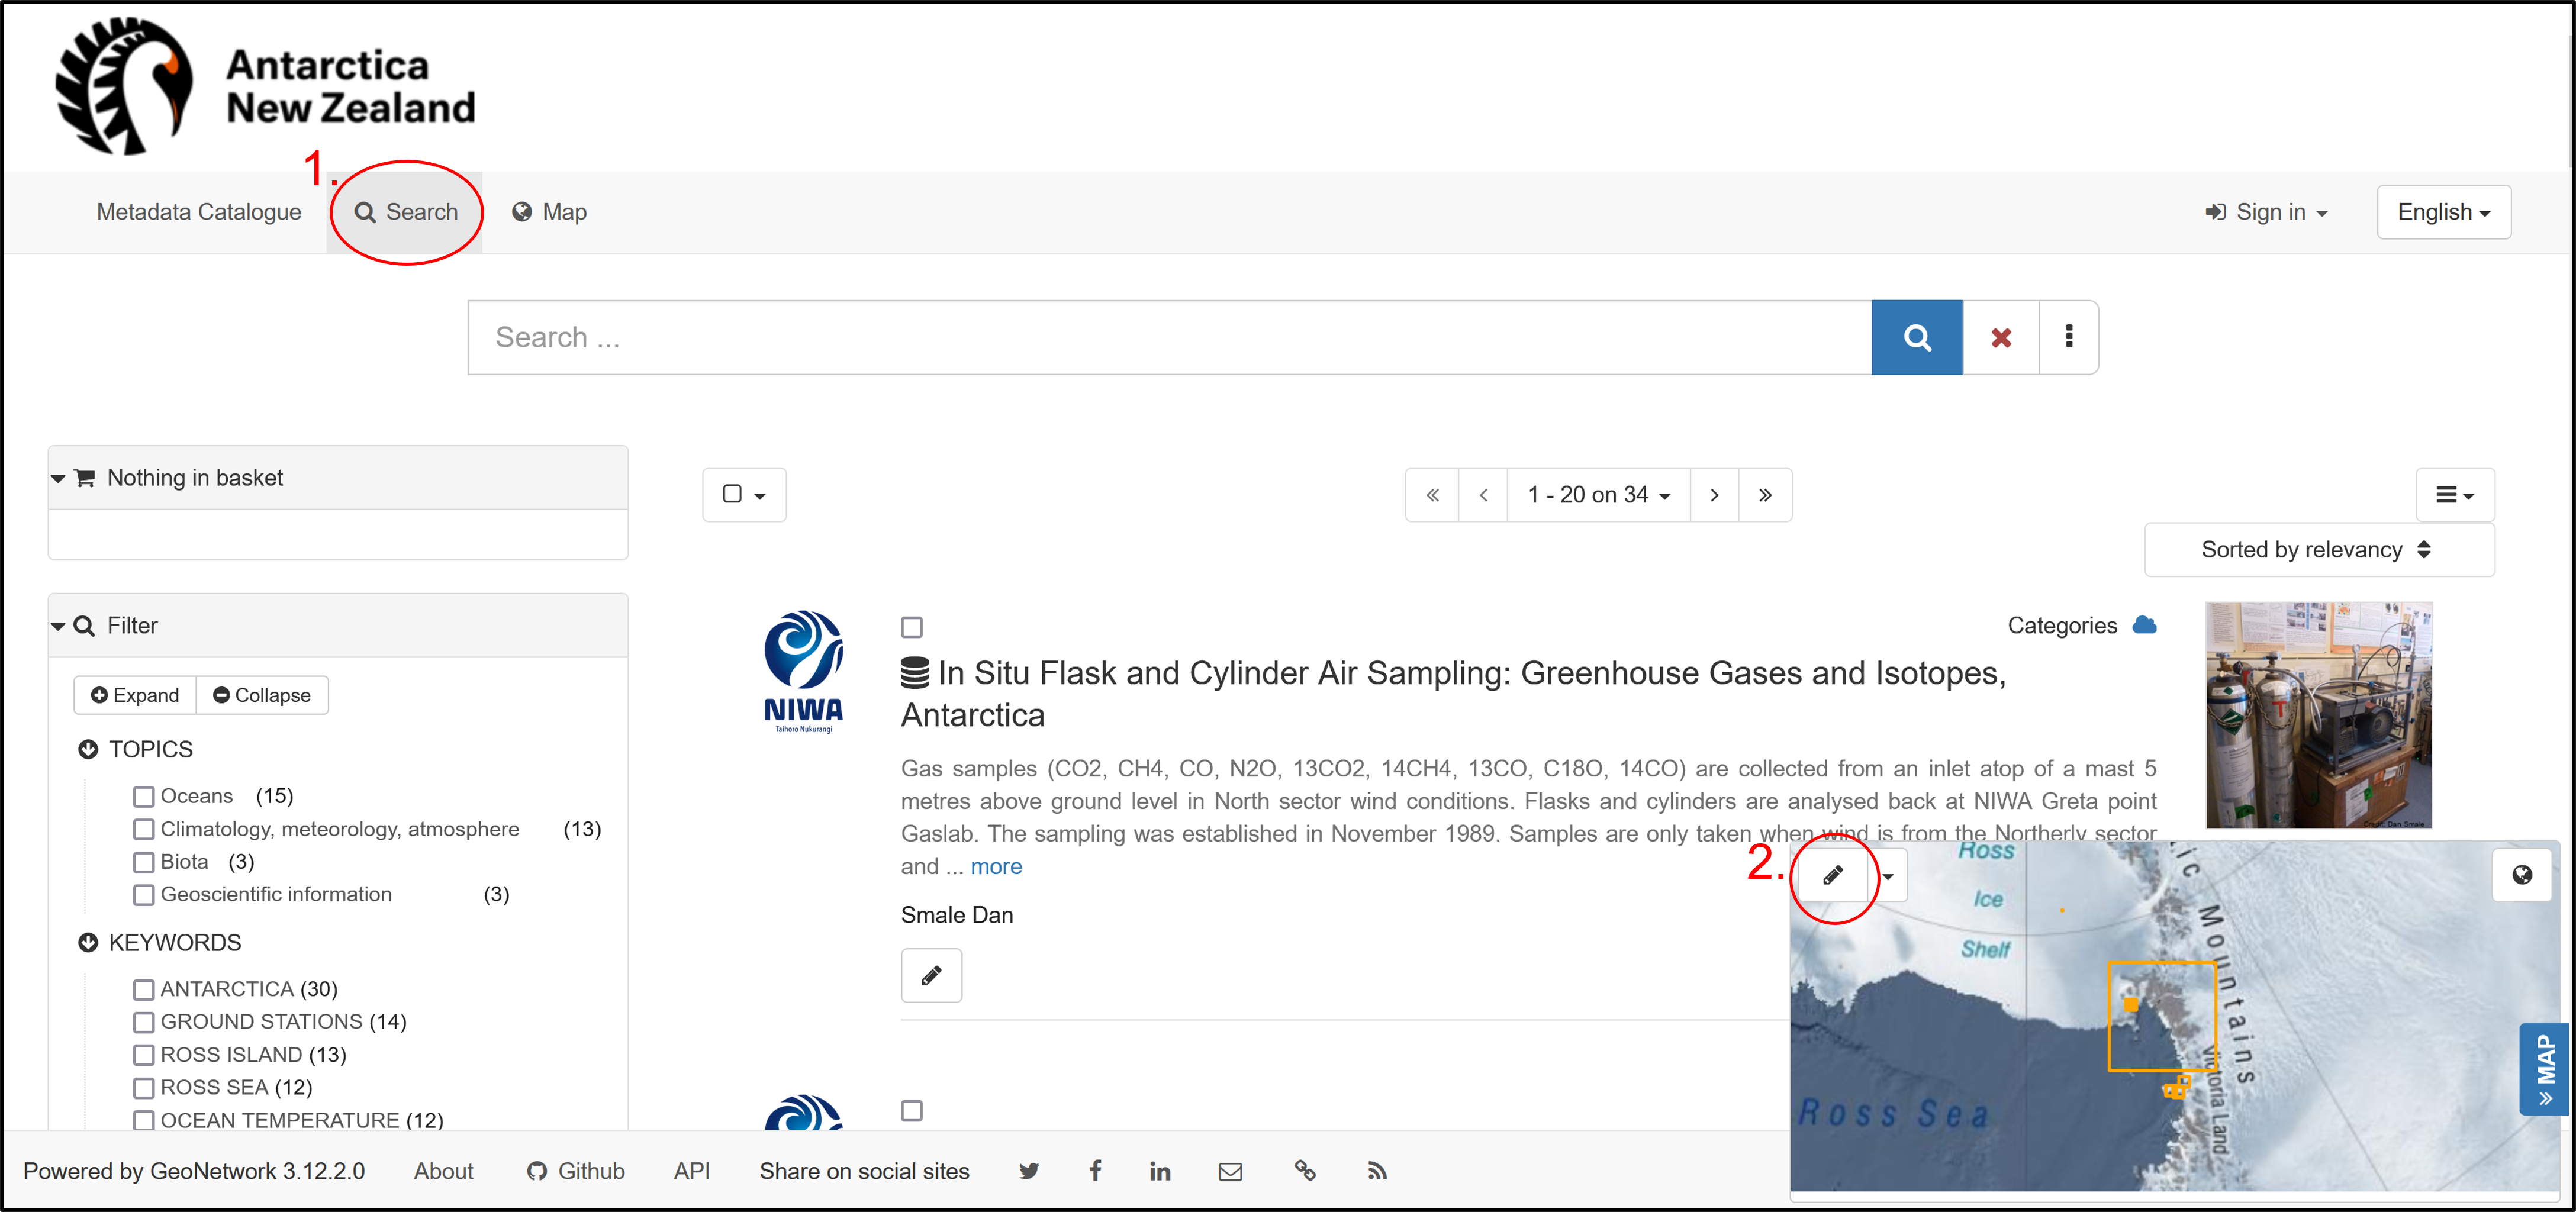 Antarctica
New Zealand
1.
Metadata Catalogue
Search
Map
Sign in
English
Search ...
Nothing in basket
1 - 20 on 34
Sorted by relevancy
Filter
Expand
Collapse
TOPICS
Oceans (15)
Climatology, meteorology, atmosphere (13)
Biota (3)
Geoscientific information (3)
KEYWORDS
ANTARCTICA (30)
GROUND STATIONS (14)
ROSS ISLAND (13)
ROSS SEA (12)
OCEAN TEMPERATURE (12)
NIWA
Taihoro Nukurangi
Categories
In Situ Flask and Cylinder Air Sampling: Greenhouse Gases and Isotopes,
Antarctica
Gas samples (CO2, CH4, CO, N2O, 13CO2, 14CH4, 13CO, C18O, 14CO) are collected from an inlet atop of a mast 5
metres above ground level in North sector wind conditions. Flasks and cylinders are analysed back at NIWA Greta point
Gaslab. The sampling was established in November 1989. Samples are only taken when wind is from the Northerly sector
and ... more
Smale Dan
T
Credit: Dan Smale
2.
Ross
Ice
Shelf
tic Mountains
Victoria Land
Ross Sea
MAP
Powered by GeoNetwork 3.12.2.0
About
Github
API
Share on social sites